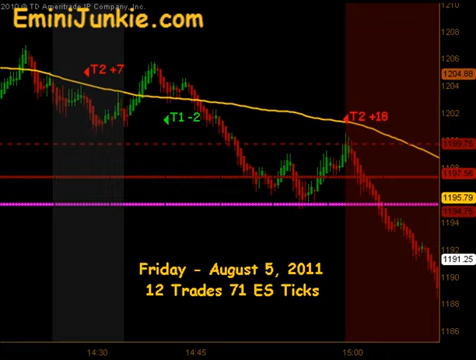 2010 © TD Ameritrade IP Company, Inc.
EminiJunkie.com
1210
1208
1206
1204.88
T2 +7
1202
T1 -2
T2 +18
1199.75
1197.56
1195.79
1194.75
1192
1191.25
1190
1188
1186
Friday - August 5, 2011
12 Trades 71 ES Ticks
14:30
14:45
15:00